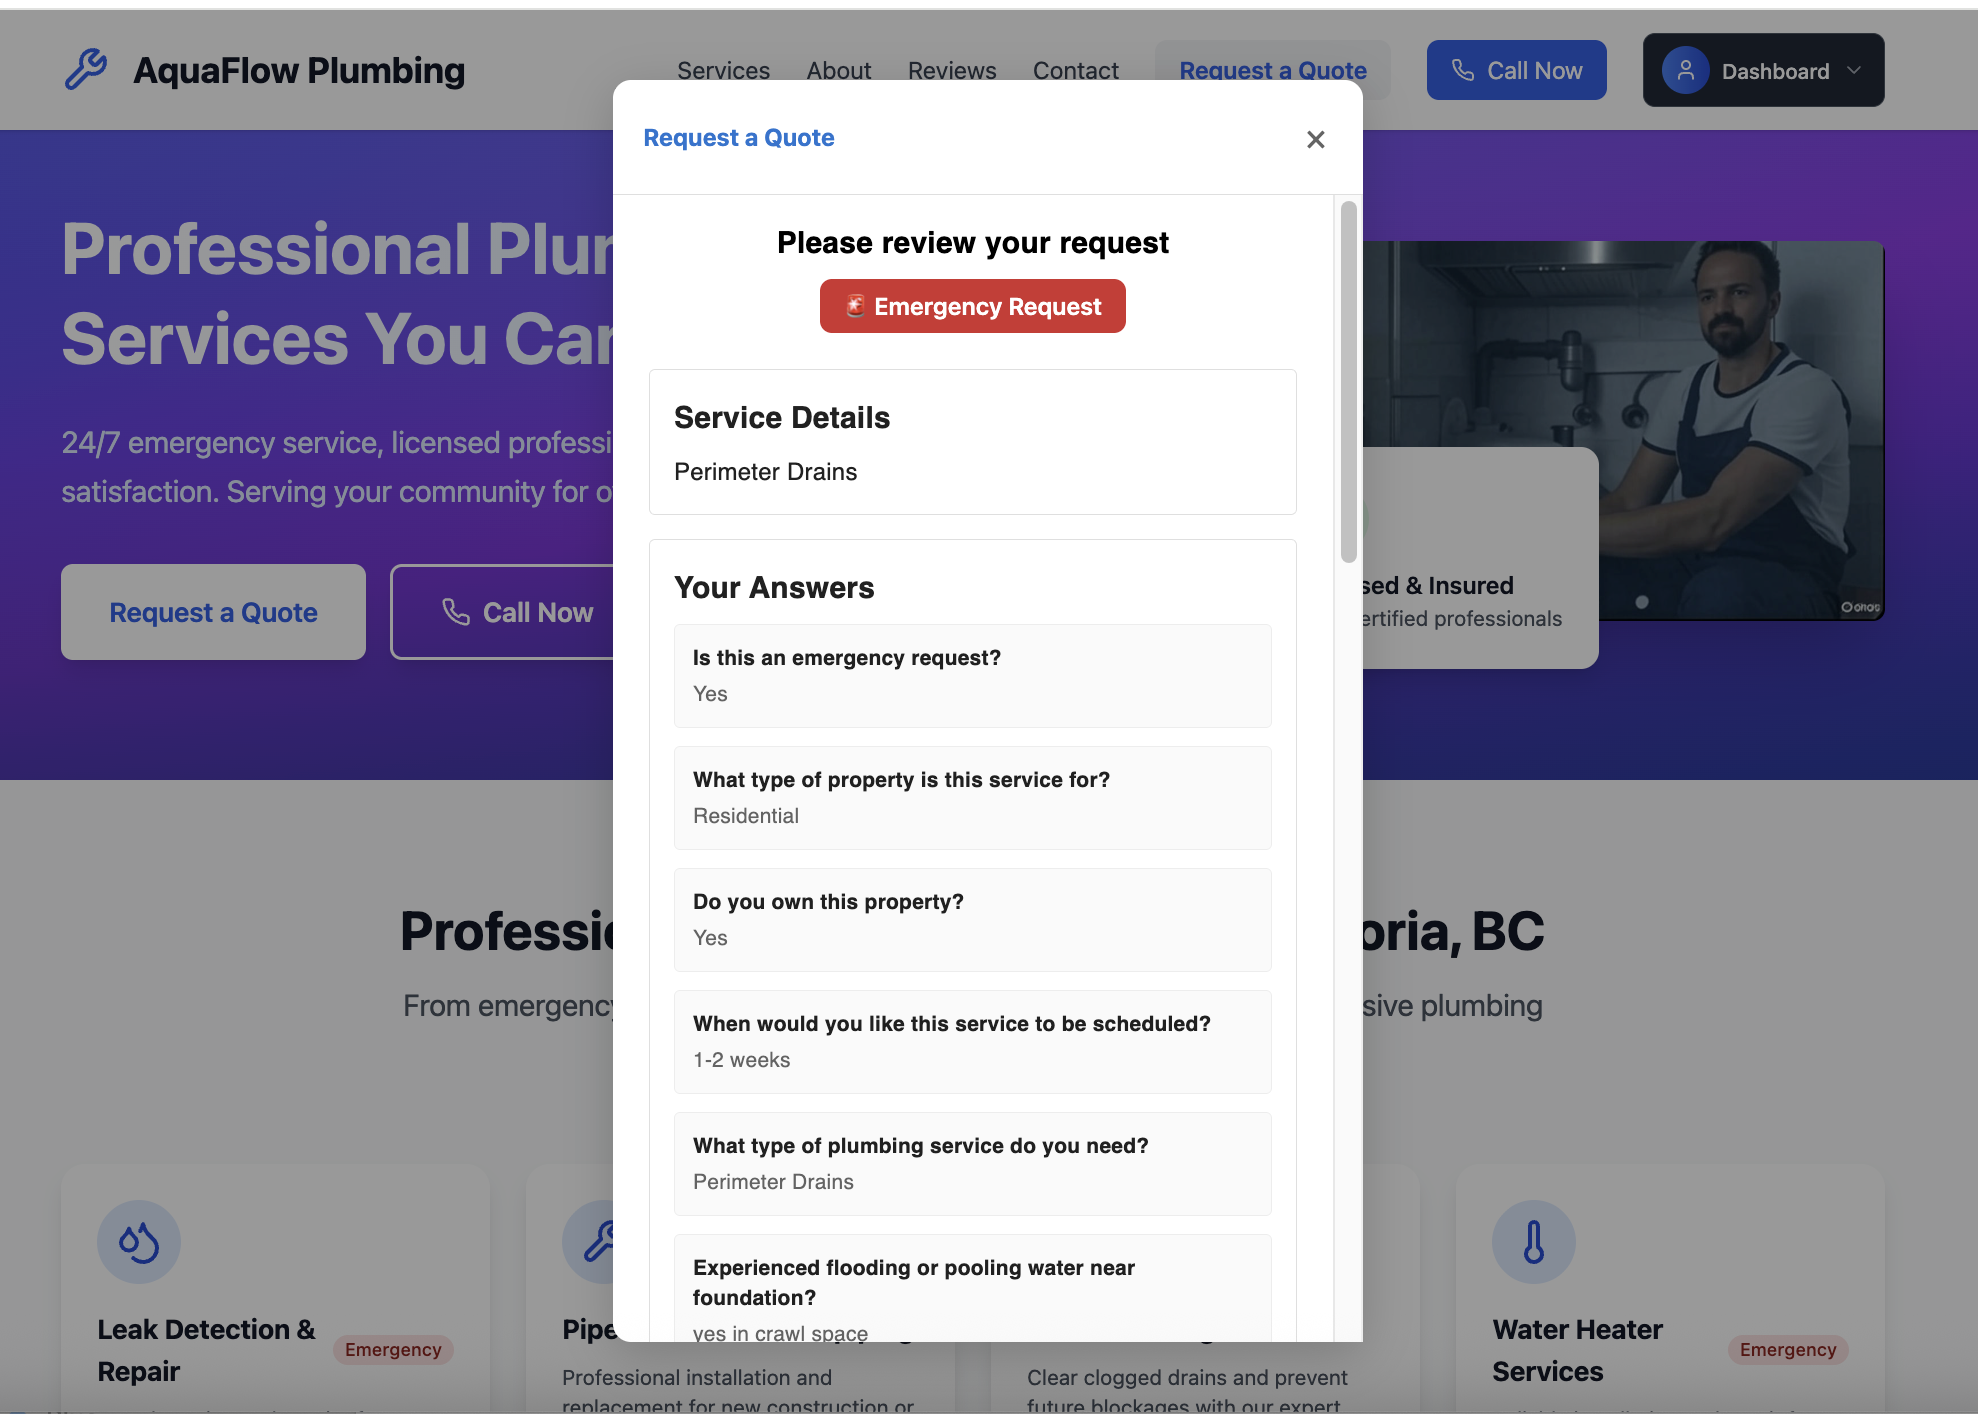 AquaFlow Plumbing
Services
About
Reviews
Contact
Request a Quote
Call Now
Dashboard
Request a Quote
Please review your request
🚨 Emergency Request
Service Details
Perimeter Drains
Your Answers
Is this an emergency request?
Yes
What type of property is this service for?
Residential
Do you own this property?
Yes
When would you like this service to be scheduled?
1-2 weeks
What type of plumbing service do you need?
Perimeter Drains
Experienced flooding or pooling water near
foundation?
yes in crawl space
Professional Plu
Services You Car
24/7 emergency service, licensed professi
satisfaction. Serving your community for o
Request a Quote
Call Now
sed & Insured
ertified professionals
Professi
oria, BC
From emergency
sive plumbing
Leak Detection &
Repair
Emergency
Pipe
Professional installation and
replacement for new construction or
Clear clogged drains and prevent
future blockages with our expert
Water Heater
Services
Emergency